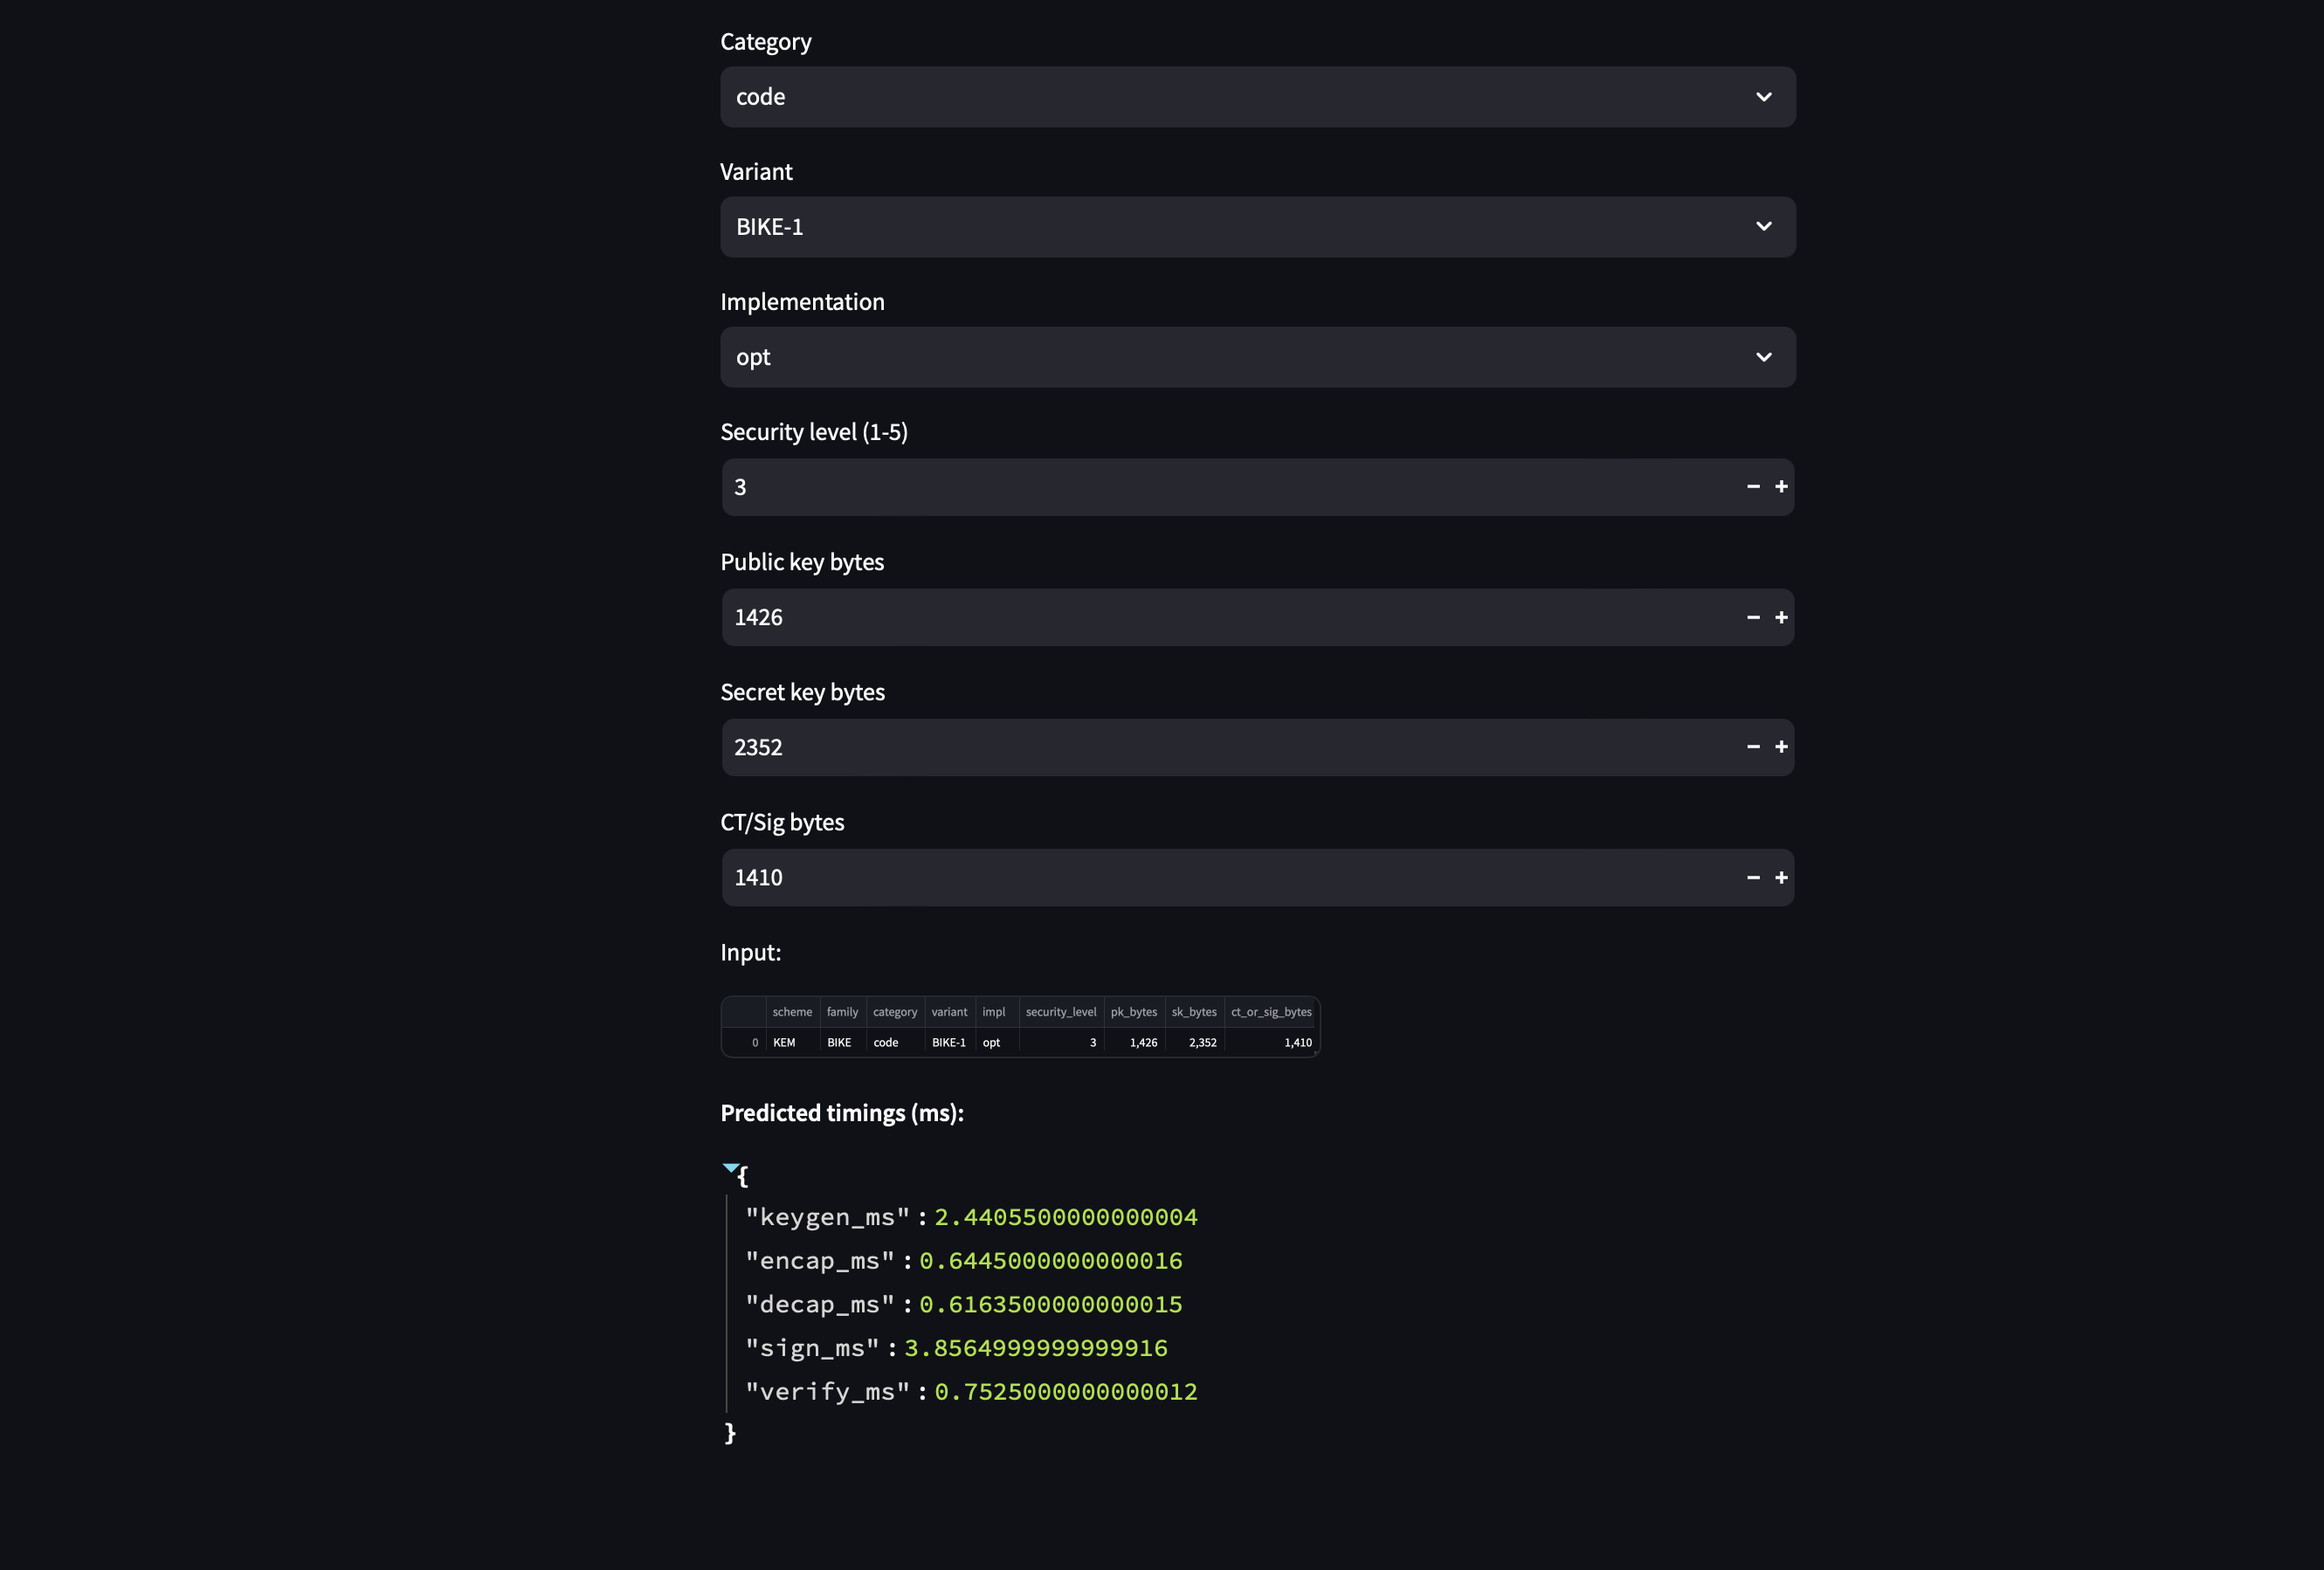 Category
code
Variant
BIKE-1
Implementation
opt
Security level (1-5)
3
Public key bytes
1426
Secret key bytes
2352
CT/Sig bytes
1410
Input:
scheme family category variant impl security_level pk_bytes sk_bytes ct_or_sig_bytes
0 KEM BIKE code BIKE-1 opt 3 1,426 2,352 1,410
Predicted timings (ms):
{
"keygen_ms" : 2.4405500000000004
"encap_ms" : 0.6445000000000016
"decap_ms" : 0.6163500000000015
"sign_ms" : 3.8564999999999916
"verify_ms" : 0.7525000000000012
}